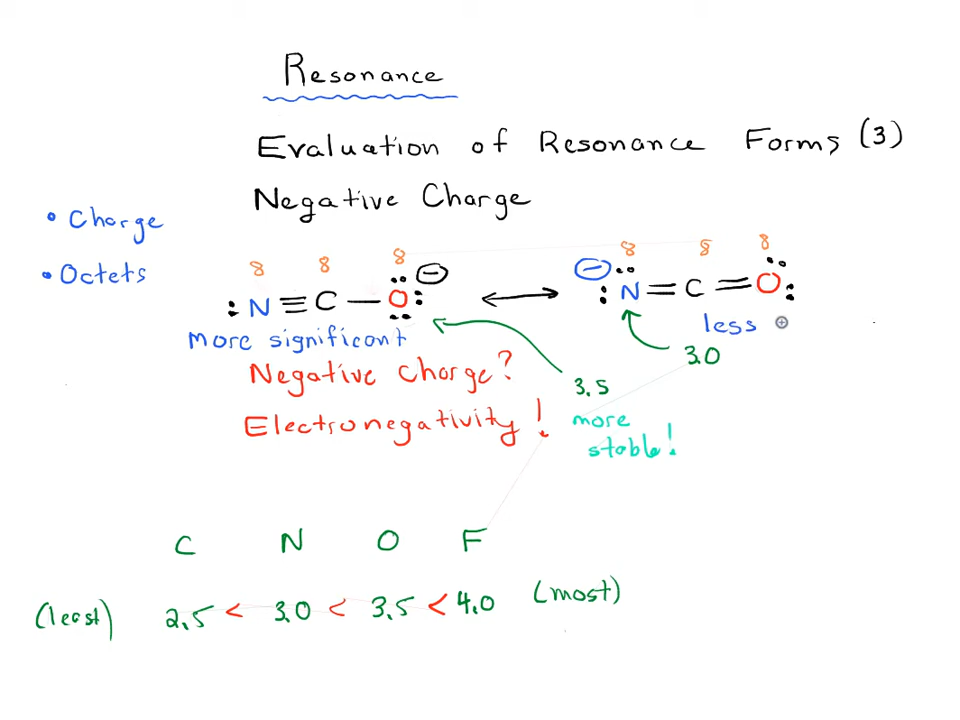 Resonance
Evaluation of Resonance Forms (3)
Negative Charge
• Charge
• Octets
8 8 8 8 8 8
:N≡C—O: ⊖ ↔ ⊖ :N=C=O:
more significant
less
Negative Charge?
3.5
3.0
Electronegativity!
more
stable!
C N O F
(least) 2.5 < 3.0 < 3.5 < 4.0 (most)